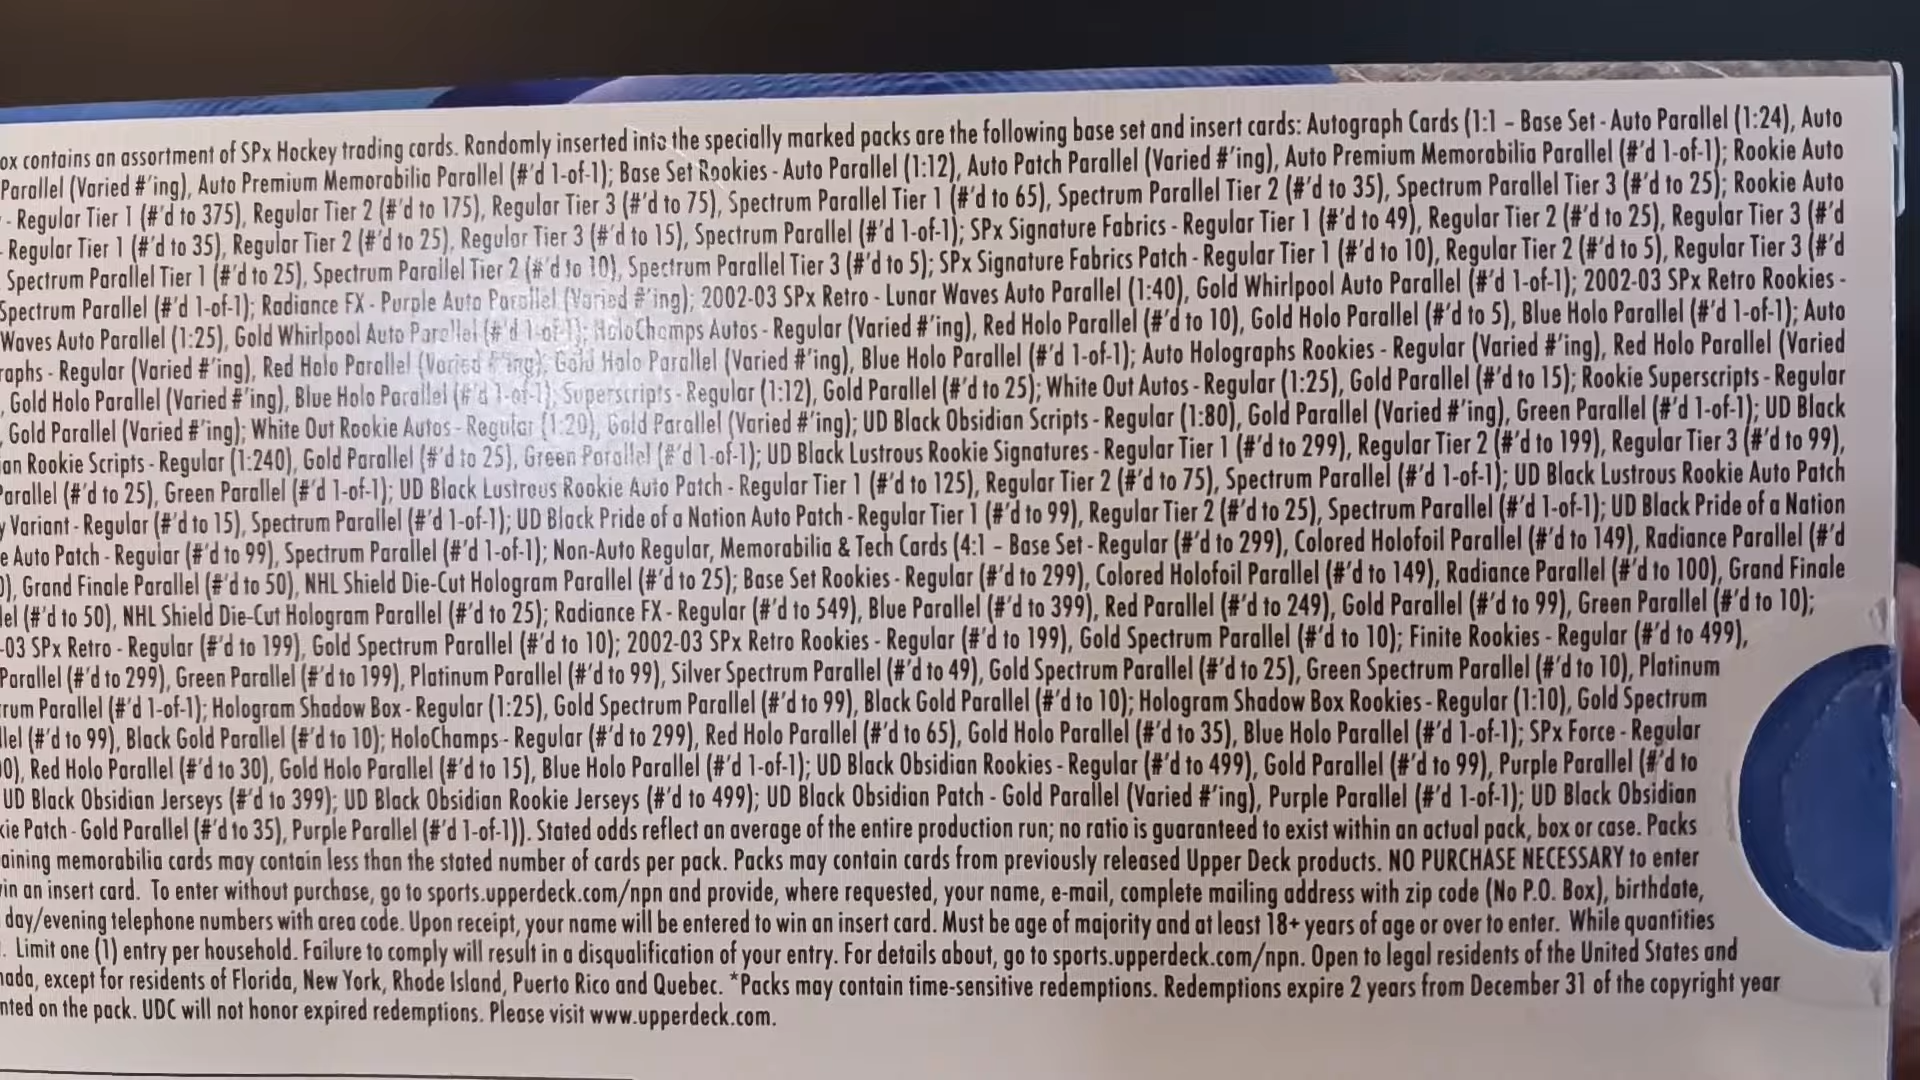 ox contains an assortment of SPx Hockey trading cards. Randomly inserted into the specially marked packs are the following base set and insert cards: Autograph Cards (1:1 – Base Set - Auto Parallel (1:24), Auto
Parallel (Varied #'ing), Auto Premium Memorabilia Parallel (#'d 1-of-1); Base Set Rookies - Auto Parallel (1:12), Auto Patch Parallel (Varied #'ing), Auto Premium Memorabilia Parallel (#'d 1-of-1); Rookie Auto
- Regular Tier 1 (#'d to 375), Regular Tier 2 (#'d to 175), Regular Tier 3 (#'d to 75), Spectrum Parallel Tier 1 (#'d to 65), Spectrum Parallel Tier 2 (#'d to 35), Spectrum Parallel Tier 3 (#'d to 25); Rookie Auto
- Regular Tier 1 (#'d to 35), Regular Tier 2 (#'d to 25), Regular Tier 3 (#'d to 15), Spectrum Parallel (#'d 1-of-1); SPx Signature Fabrics - Regular Tier 1 (#'d to 49), Regular Tier 2 (#'d to 25), Regular Tier 3 (#'d
Spectrum Parallel Tier 1 (#'d to 25), Spectrum Parallel Tier 2 (#'d to 10), Spectrum Parallel Tier 3 (#'d to 5); SPx Signature Fabrics Patch - Regular Tier 1 (#'d to 10), Regular Tier 2 (#'d to 5), Regular Tier 3 (#'d
Spectrum Parallel (#'d 1-of-1); Radiance FX - Purple Auto Parallel (Varied #'ing); 2002-03 SPx Retro - Lunar Waves Auto Parallel (1:40), Gold Whirlpool Auto Parallel (#'d 1-of-1); 2002-03 SPx Retro Rookies -
Waves Auto Parallel (1:25), Gold Whirlpool Auto Parallel (#'d 1-of-1); HoloChamps Autos - Regular (Varied #'ing), Red Holo Parallel (#'d to 10), Gold Holo Parallel (#'d to 5), Blue Holo Parallel (#'d 1-of-1); Auto
raphs - Regular (Varied #'ing), Red Holo Parallel (Varied #'ing), Gold Holo Parallel (Varied #'ing), Blue Holo Parallel (#'d 1-of-1); Auto Holographs Rookies - Regular (Varied #'ing), Red Holo Parallel (Varied
, Gold Holo Parallel (Varied #'ing), Blue Holo Parallel (#'d 1-of-1); Superscripts - Regular (1:12), Gold Parallel (#'d to 25); White Out Autos - Regular (1:25), Gold Parallel (#'d to 15); Rookie Superscripts - Regular
, Gold Parallel (Varied #'ing); White Out Rookie Autos - Regular (1:20), Gold Parallel (Varied #'ing); UD Black Obsidian Scripts - Regular (1:80), Gold Parallel (Varied #'ing), Green Parallel (#'d 1-of-1); UD Black
an Rookie Scripts - Regular (1:240), Gold Parallel (#'d to 25), Green Parallel (#'d 1-of-1); UD Black Lustrous Rookie Signatures - Regular Tier 1 (#'d to 299), Regular Tier 2 (#'d to 199), Regular Tier 3 (#'d to 99),
Parallel (#'d to 25), Green Parallel (#'d 1-of-1); UD Black Lustrous Rookie Auto Patch - Regular Tier 1 (#'d to 125), Regular Tier 2 (#'d to 75), Spectrum Parallel (#'d 1-of-1); UD Black Lustrous Rookie Auto Patch
y Variant - Regular (#'d to 15), Spectrum Parallel (#'d 1-of-1); UD Black Pride of a Nation Auto Patch - Regular Tier 1 (#'d to 99), Regular Tier 2 (#'d to 25), Spectrum Parallel (#'d 1-of-1); UD Black Pride of a Nation
e Auto Patch - Regular (#'d to 99), Spectrum Parallel (#'d 1-of-1); Non-Auto Regular, Memorabilia & Tech Cards (4:1 – Base Set - Regular (#'d to 299), Colored Holofoil Parallel (#'d to 149), Radiance Parallel (#'d
0), Grand Finale Parallel (#'d to 50), NHL Shield Die-Cut Hologram Parallel (#'d to 25); Base Set Rookies - Regular (#'d to 299), Colored Holofoil Parallel (#'d to 149), Radiance Parallel (#'d to 100), Grand Finale
lel (#'d to 50), NHL Shield Die-Cut Hologram Parallel (#'d to 25); Radiance FX - Regular (#'d to 549), Blue Parallel (#'d to 399), Red Parallel (#'d to 249), Gold Parallel (#'d to 99), Green Parallel (#'d to 10);
-03 SPx Retro - Regular (#'d to 199), Gold Spectrum Parallel (#'d to 10); 2002-03 SPx Retro Rookies - Regular (#'d to 199), Gold Spectrum Parallel (#'d to 10); Finite Rookies - Regular (#'d to 499),
Parallel (#'d to 299), Green Parallel (#'d to 199), Platinum Parallel (#'d to 99), Silver Spectrum Parallel (#'d to 49), Gold Spectrum Parallel (#'d to 25), Green Spectrum Parallel (#'d to 10), Platinum
rum Parallel (#'d 1-of-1); Hologram Shadow Box - Regular (1:25), Gold Spectrum Parallel (#'d to 99), Black Gold Parallel (#'d to 10); Hologram Shadow Box Rookies - Regular (1:10), Gold Spectrum
lel (#'d to 99), Black Gold Parallel (#'d to 10); HoloChamps - Regular (#'d to 299), Red Holo Parallel (#'d to 65), Gold Holo Parallel (#'d to 35), Blue Holo Parallel (#'d 1-of-1); SPx Force - Regular
00), Red Holo Parallel (#'d to 30), Gold Holo Parallel (#'d to 15), Blue Holo Parallel (#'d 1-of-1); UD Black Obsidian Rookies - Regular (#'d to 499), Gold Parallel (#'d to 99), Purple Parallel (#'d to
UD Black Obsidian Jerseys (#'d to 399); UD Black Obsidian Rookie Jerseys (#'d to 499); UD Black Obsidian Patch - Gold Parallel (Varied #'ing), Purple Parallel (#'d 1-of-1); UD Black Obsidian
kie Patch - Gold Parallel (#'d to 35), Purple Parallel (#'d 1-of-1)). Stated odds reflect an average of the entire production run; no ratio is guaranteed to exist within an actual pack, box or case. Packs
aining memorabilia cards may contain less than the stated number of cards per pack. Packs may contain cards from previously released Upper Deck products. NO PURCHASE NECESSARY to enter
in an insert card. To enter without purchase, go to sports.upperdeck.com/npn and provide, where requested, your name, e-mail, complete mailing address with zip code (No P.O. Box), birthdate,
day/evening telephone numbers with area code. Upon receipt, your name will be entered to win an insert card. Must be age of majority and at least 18+ years of age or over to enter. While quantities
. Limit one (1) entry per household. Failure to comply will result in a disqualification of your entry. For details about, go to sports.upperdeck.com/npn. Open to legal residents of the United States and
nada, except for residents of Florida, New York, Rhode Island, Puerto Rico and Quebec. *Packs may contain time-sensitive redemptions. Redemptions expire 2 years from December 31 of the copyright year
nted on the pack. UDC will not honor expired redemptions. Please visit www.upperdeck.com.